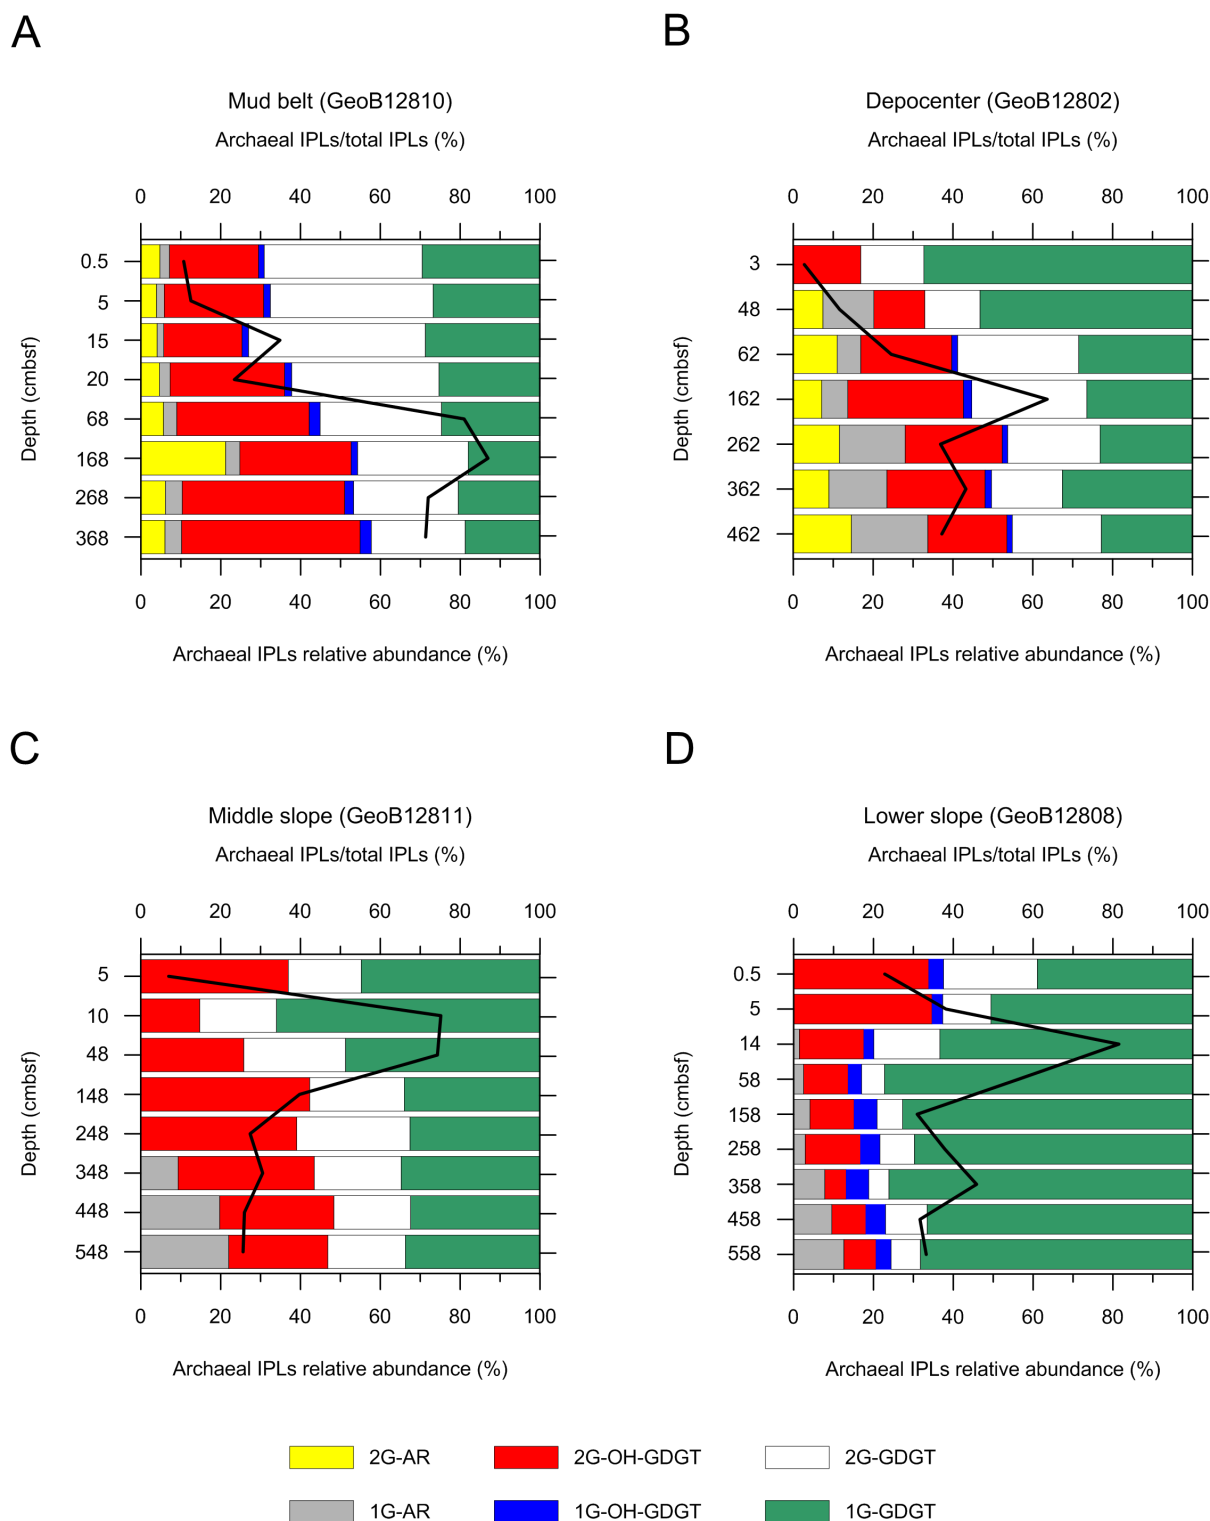 A
Mud belt (GeoB12810)
Archaeal IPLs/total IPLs (%)
0 20 40 60 80 100
Depth (cmbsf)
0.5
5
15
20
68
168
268
368
0 20 40 60 80 100
Archaeal IPLs relative abundance (%)
B
Depocenter (GeoB12802)
Archaeal IPLs/total IPLs (%)
0 20 40 60 80 100
Depth (cmbsf)
3
48
62
162
262
362
462
0 20 40 60 80 100
Archaeal IPLs relative abundance (%)
C
Middle slope (GeoB12811)
Archaeal IPLs/total IPLs (%)
0 20 40 60 80 100
Depth (cmbsf)
5
10
48
148
248
348
448
548
0 20 40 60 80 100
Archaeal IPLs relative abundance (%)
D
Lower slope (GeoB12808)
Archaeal IPLs/total IPLs (%)
0 20 40 60 80 100
Depth (cmbsf)
0.5
5
14
58
158
258
358
458
558
0 20 40 60 80 100
Archaeal IPLs relative abundance (%)
2G-AR 2G-OH-GDGT 2G-GDGT
1G-AR 1G-OH-GDGT 1G-GDGT